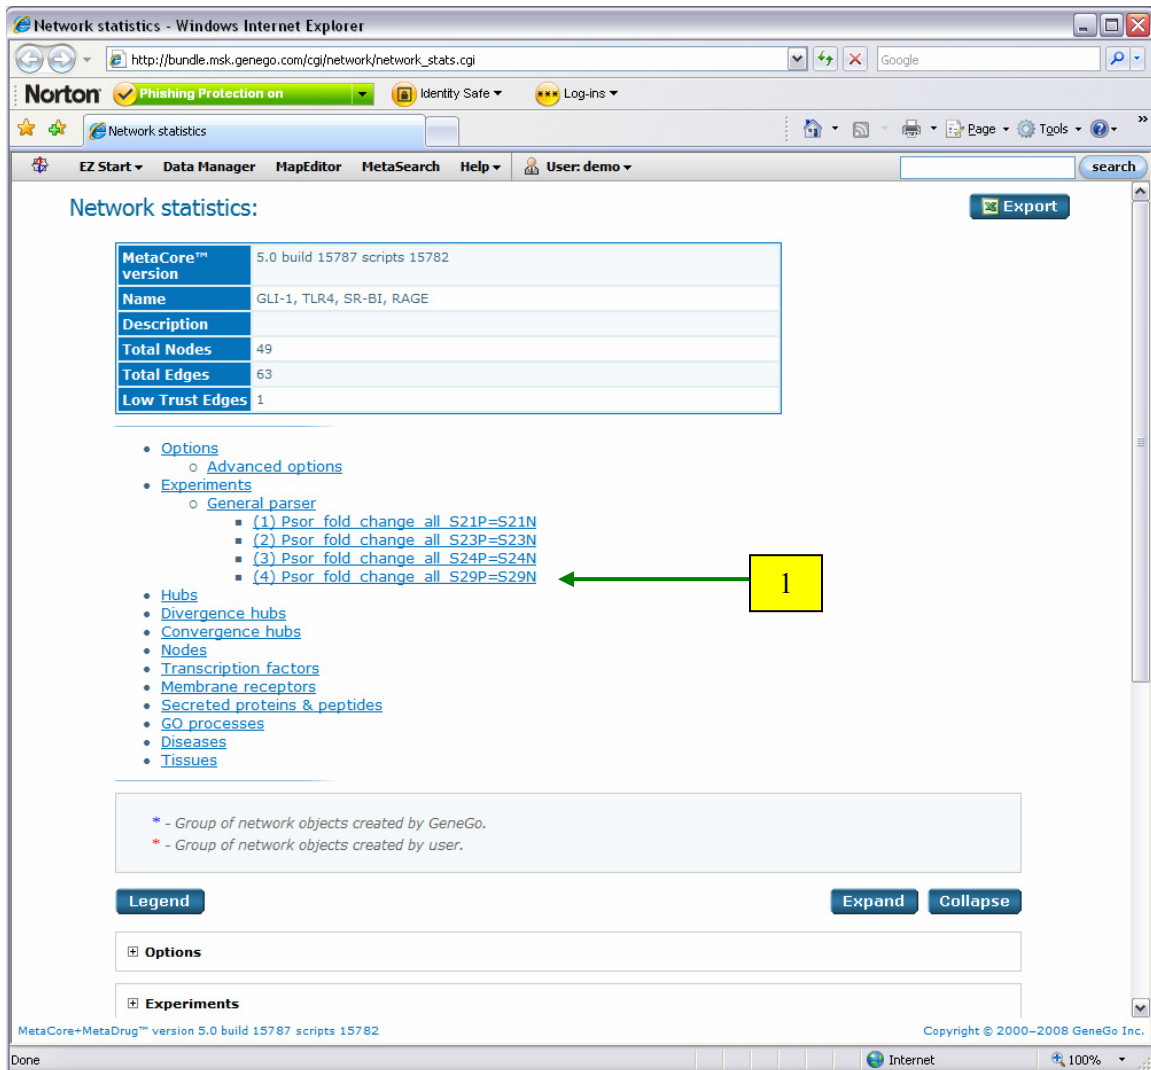 Network statistics - Windows Internet Explorer
http://bundle.msk.genego.com/cgi/network/network_stats.cgi
Google
Norton Phishing Protection on Identity Safe Log-ins
Network statistics
Page Tools
EZ Start Data Manager MapEditor MetaSearch Help User: demo search
Network statistics: Export
MetaCore™ version 5.0 build 15787 scripts 15782
Name GLI-1, TLR4, SR-BI, RAGE
Description
Total Nodes 49
Total Edges 63
Low Trust Edges 1
Options
Advanced options
Experiments
General parser
(1) Psor_fold_change_all_S21P=S21N
(2) Psor_fold_change_all_S23P=S23N
(3) Psor_fold_change_all_S24P=S24N
(4) Psor_fold_change_all_S29P=S29N
1
Hubs
Divergence hubs
Convergence hubs
Nodes
Transcription factors
Membrane receptors
Secreted proteins & peptides
GO processes
Diseases
Tissues
* - Group of network objects created by GeneGo.
* - Group of network objects created by user.
Legend Expand Collapse
Options
Experiments
MetaCore+MetaDrug™ version 5.0 build 15787 scripts 15782 Copyright © 2000-2008 GeneGo Inc.
Done Internet 100%